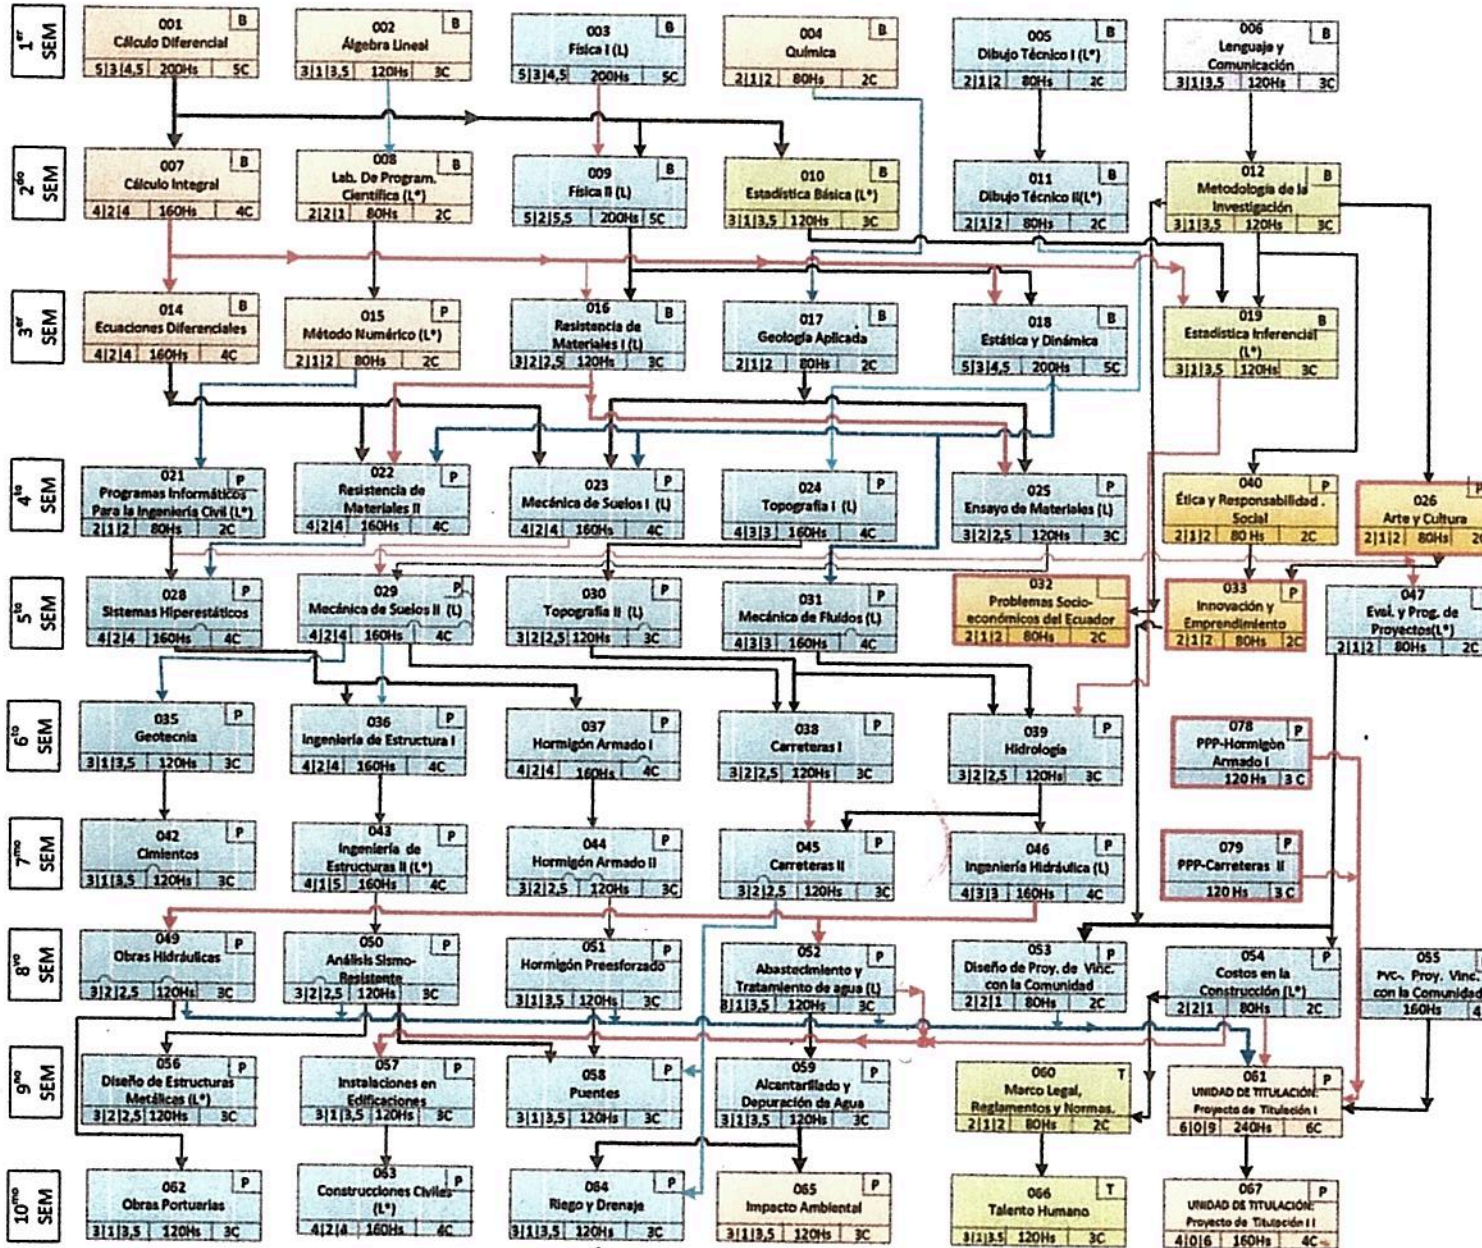 1er SEM
001 B
Cálculo Diferencial
5|3|4,5 200Hs 5C
002 B
Álgebra Lineal
3|1|3,5 120Hs 3C
003 B
Física I (L)
5|3|4,5 200Hs 5C
004 B
Química
2|1|2 80Hs 2C
005 B
Dibujo Técnico I (L*)
2|1|2 80Hs 2C
006 B
Lenguaje y
Comunicación
3|1|3,5 120Hs 3C
2do SEM
007 B
Cálculo Integral
4|2|4 160Hs 4C
008 B
Lab. De Program.
Científica (L*)
2|2|1 80Hs 2C
009 B
Física II (L)
5|2|5,5 200Hs 5C
010 B
Estadística Básica (L*)
3|1|3,5 120Hs 3C
011 B
Dibujo Técnico II(L*)
2|1|2 80Hs 2C
012 B
Metodología de la
Investigación
3|1|3,5 120Hs 3C
3er SEM
014 B
Ecuaciones Diferenciales
4|2|4 160Hs 4C
015 P
Método Numérico (L*)
2|1|2 80Hs 2C
016 B
Resistencia de
Materiales I (L)
3|2|2,5 120Hs 3C
017 B
Geología Aplicada
2|1|2 80Hs 2C
018 B
Estática y Dinámica
5|3|4,5 200Hs 5C
019 B
Estadística Inferencial
(L*)
3|1|3,5 120Hs 3C
4to SEM
021 P
Programas Informáticos
Para la Ingeniería Civil (L*)
2|1|2 80Hs 2C
022 P
Resistencia de
Materiales II
4|2|4 160Hs 4C
023 P
Mecánica de Suelos I (L)
4|2|4 160Hs 4C
024 P
Topografía I (L)
4|3|3 160Hs 4C
025 P
Ensayo de Materiales (L)
3|2|2,5 120Hs 3C
040 P
Ética y Responsabilidad .
Social
2|1|2 80 Hs 2C
026 P
Arte y Cultura
2|1|2 80Hs 2C
5to SEM
028 P
Sistemas Hiperestáticos
4|2|4 160Hs 4C
029 P
Mecánica de Suelos II (L)
4|2|4 160Hs 4C
030 P
Topografía II (L)
3|2|2,5 120Hs 3C
031 P
Mecánica de Fluidos (L)
4|3|3 160Hs 4C
032
Problemas Socio-
económicos del Ecuador
2|1|2 80Hs 2C
033 P
Innovación y
Emprendimiento
2|1|2 80Hs 2C
047
Eval. y Prog. de
Proyectos(L*)
2|1|2 80Hs 2C
6to SEM
035 P
Geotecnia
3|1|3,5 120Hs 3C
036 P
Ingeniería de Estructura I
4|2|4 160Hs 4C
037 P
Hormigón Armado I
4|2|4 160Hs 4C
038 P
Carreteras I
3|2|2,5 120Hs 3C
039 P
Hidrología
3|2|2,5 120Hs 3C
078 P
PPP-Hormigón
Armado I
120 Hs 3 C
7mo SEM
042 P
Cimientos
3|1|3,5 120Hs 3C
043 P
Ingeniería de
Estructuras II (L*)
4|1|5 160Hs 4C
044 P
Hormigón Armado II
3|2|2,5 120Hs 3C
045 P
Carreteras II
3|2|2,5 120Hs 3C
046 P
Ingeniería Hidráulica (L)
4|3|3 160Hs 4C
079 P
PPP-Carreteras II
120 Hs 3 C
8vo SEM
049 P
Obras Hidráulicas
3|2|2,5 120Hs 3C
050 P
Análisis Sismo-
Resistente
3|2|2,5 120Hs 3C
051 P
Hormigón Preesforzado
3|1|3,5 120Hs 3C
052 P
Abastecimiento y
Tratamiento de agua (L)
3|1|3,5 120Hs 3C
053 P
Diseño de Proy. de Vinc.
con la Comunidad
2|2|1 80Hs 2C
054 P
Costos en la
Construcción (L*)
2|2|1 80Hs 2C
055
PVC-. Proy. Vinc.
con la Comunidad
160Hs 4
9no SEM
056 P
Diseño de Estructuras
Metálicas (L*)
3|2|2,5 120Hs 3C
057 P
Instalaciones en
Edificaciones
3|1|3,5 120Hs 3C
058 P
Puentes
3|1|3,5 120Hs 3C
059 P
Alcantarillado y
Depuración de Agua
3|1|3,5 120Hs 3C
060 T
Marco Legal,
Reglamentos y Normas.
2|1|2 80Hs 2C
061 P
UNIDAD DE TITULACIÓN:
Proyecto de Titulación I
6|0|9 240Hs 6C
10mo SEM
062 P
Obras Portuarias
3|1|3,5 120Hs 3C
063 P
Construcciones Civiles
(L*)
4|2|4 160Hs 4C
064 P
Riego y Drenaje
3|1|3,5 120Hs 3C
065 P
Impacto Ambiental
3|1|3,5 120Hs 3C
066 T
Talento Humano
3|1|3,5 120Hs 3C
067 P
UNIDAD DE TITULACIÓN:
Proyecto de Titulación II
4|0|6 160Hs 4C